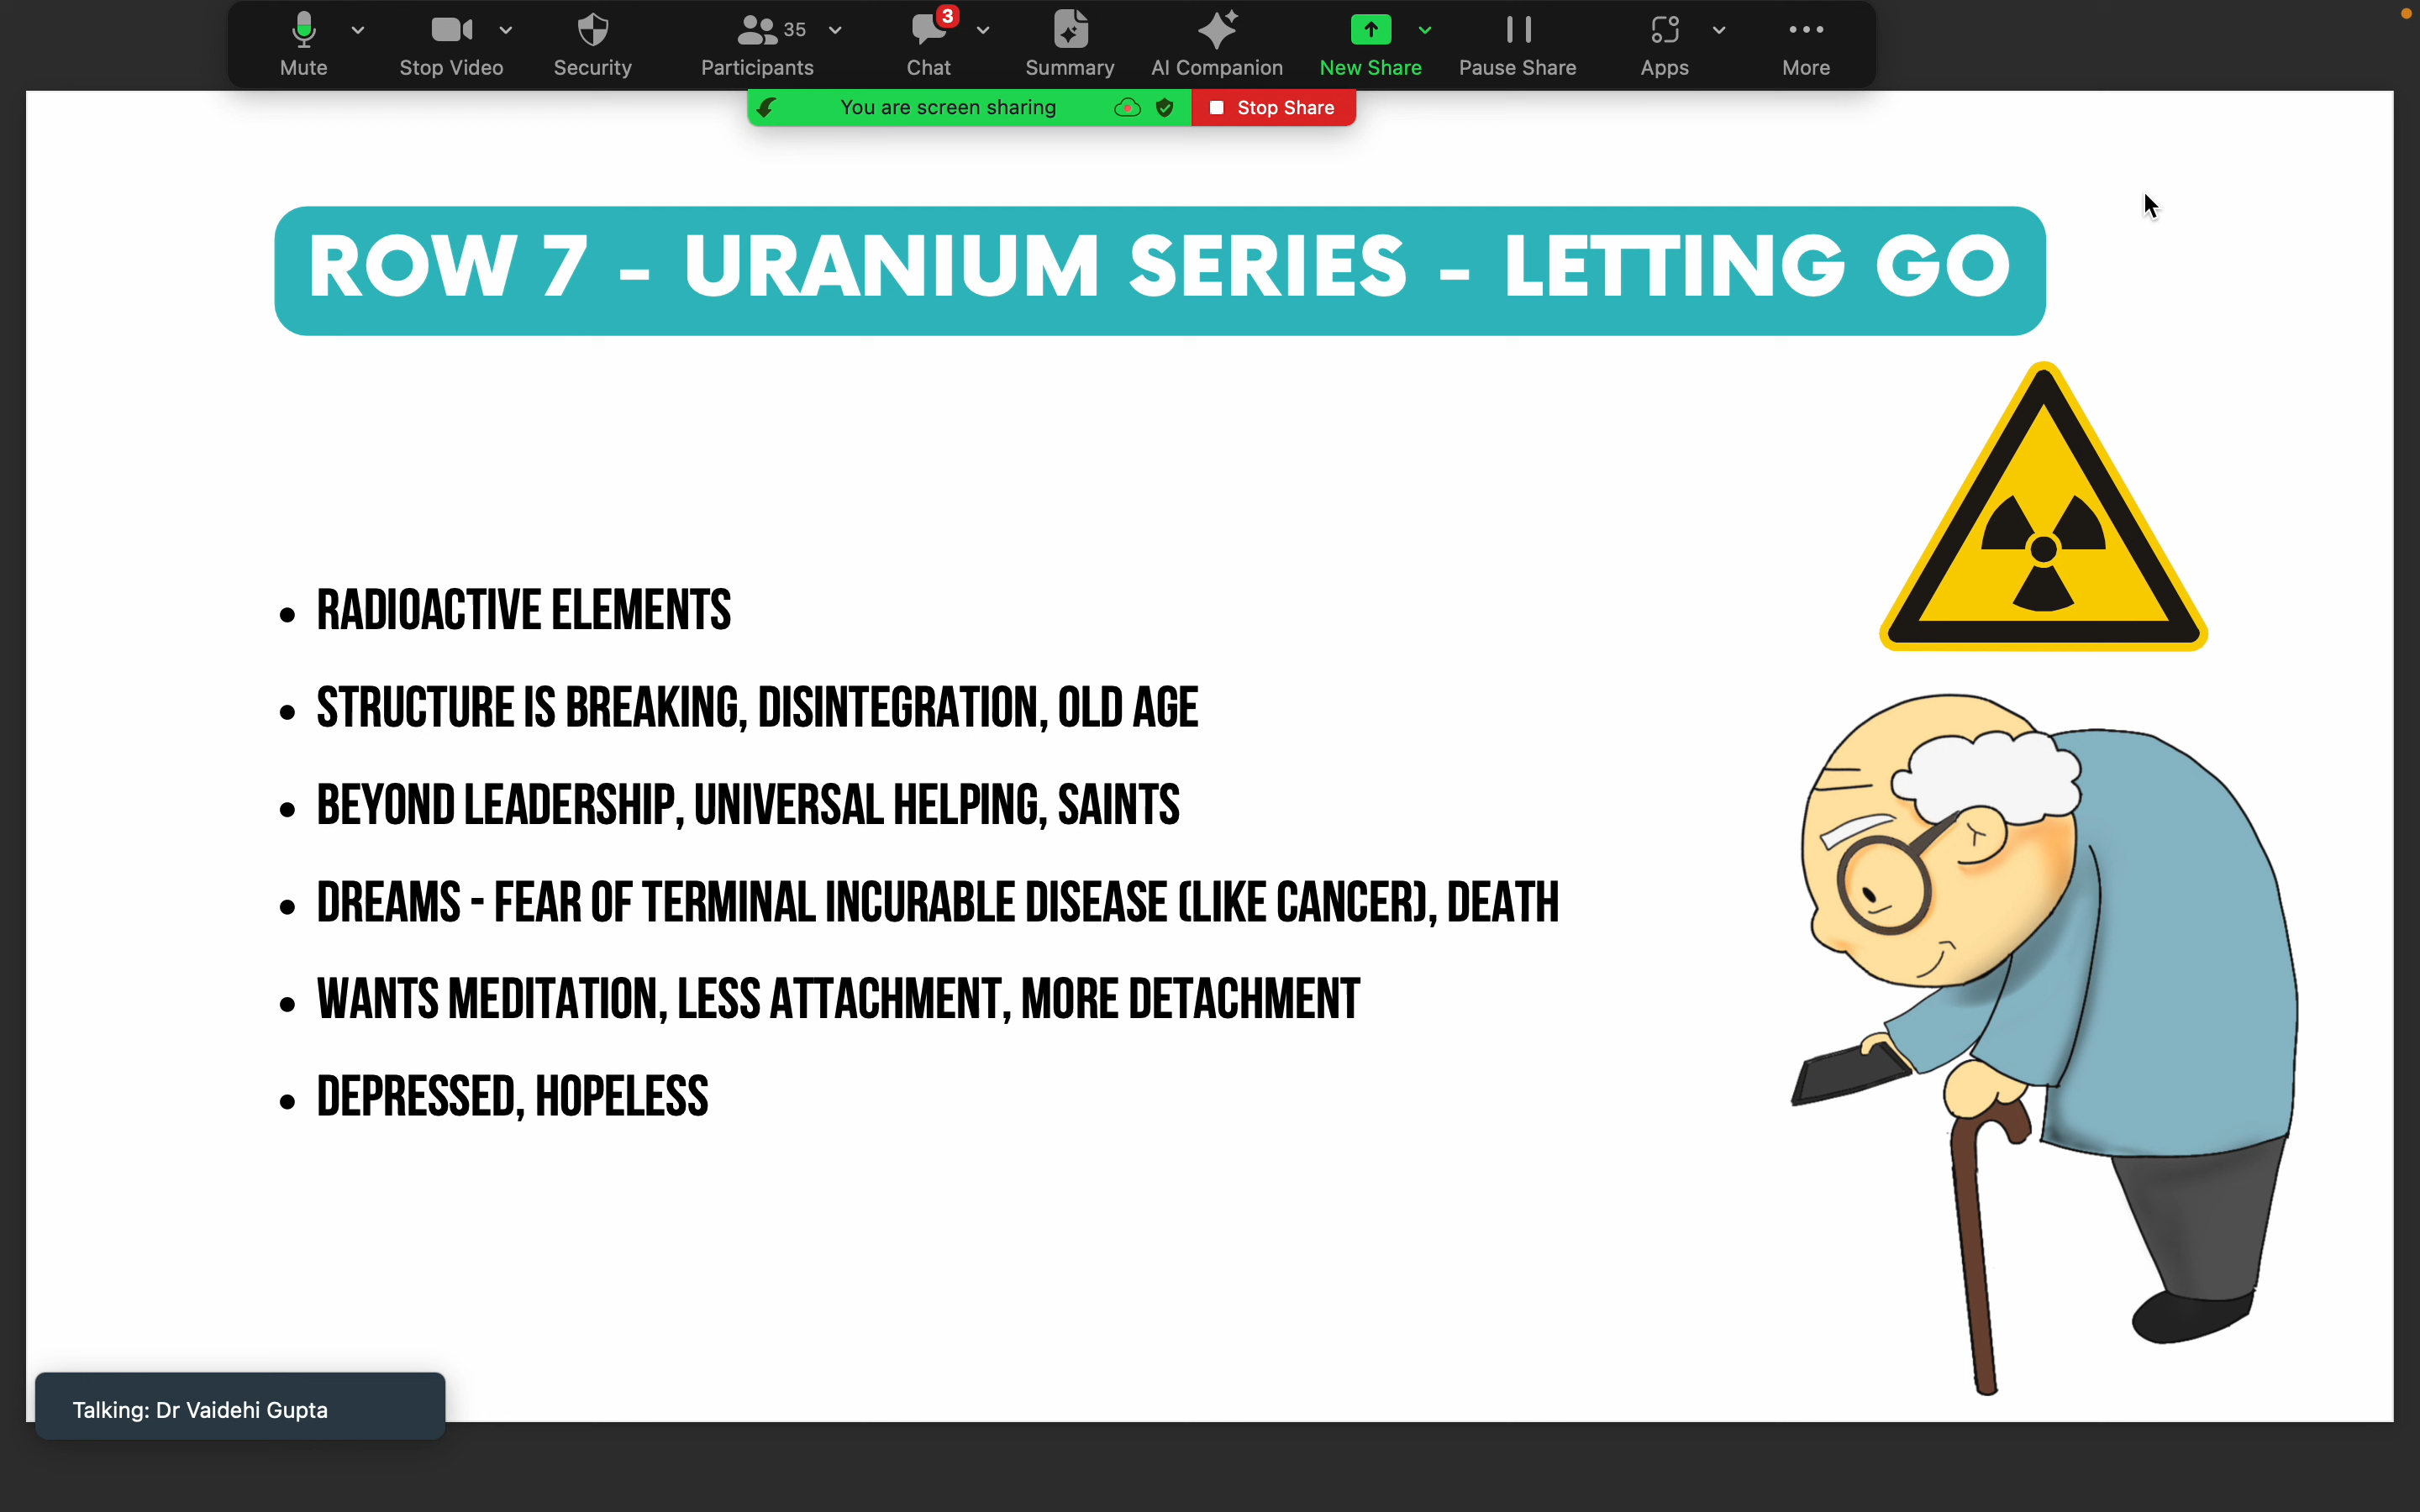 3
35
Mute
Stop Video
Security
Participants
Chat
Summary
AI Companion
New Share
Pause Share
Apps
More
You are screen sharing
Stop Share
ROW 7 - URANIUM SERIES - LETTING GO
• RADIOACTIVE ELEMENTS
• STRUCTURE IS BREAKING, DISINTEGRATION, OLD AGE
• BEYOND LEADERSHIP, UNIVERSAL HELPING, SAINTS
• DREAMS - FEAR OF TERMINAL INCURABLE DISEASE (LIKE CANCER), DEATH
• WANTS MEDITATION, LESS ATTACHMENT, MORE DETACHMENT
• DEPRESSED, HOPELESS
Talking: Dr Vaidehi Gupta